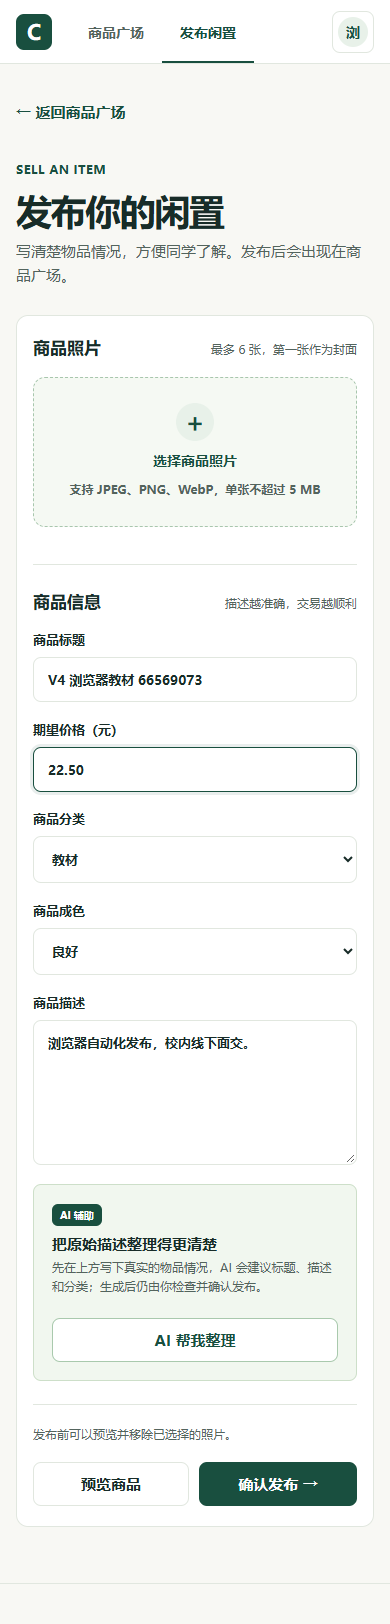 C 商品广场 发布闲置 浏
← 返回商品广场
SELL AN ITEM
发布你的闲置
写清楚物品情况，方便同学了解。发布后会出现在商
品广场。
商品照片 最多 6 张，第一张作为封面
+
选择商品照片
支持 JPEG、PNG、WebP，单张不超过 5 MB
商品信息 描述越准确，交易越顺利
商品标题
V4 浏览器教材 66569073
期望价格（元）
22.50
商品分类
教材
商品成色
良好
商品描述
浏览器自动化发布，校内线下面交。
AI 辅助
把原始描述整理得更清楚
先在上方写下真实的物品情况，AI 会建议标题、描述
和分类；生成后仍由你检查并确认发布。
AI 帮我整理
发布前可以预览并移除已选择的照片。
预览商品 确认发布 →